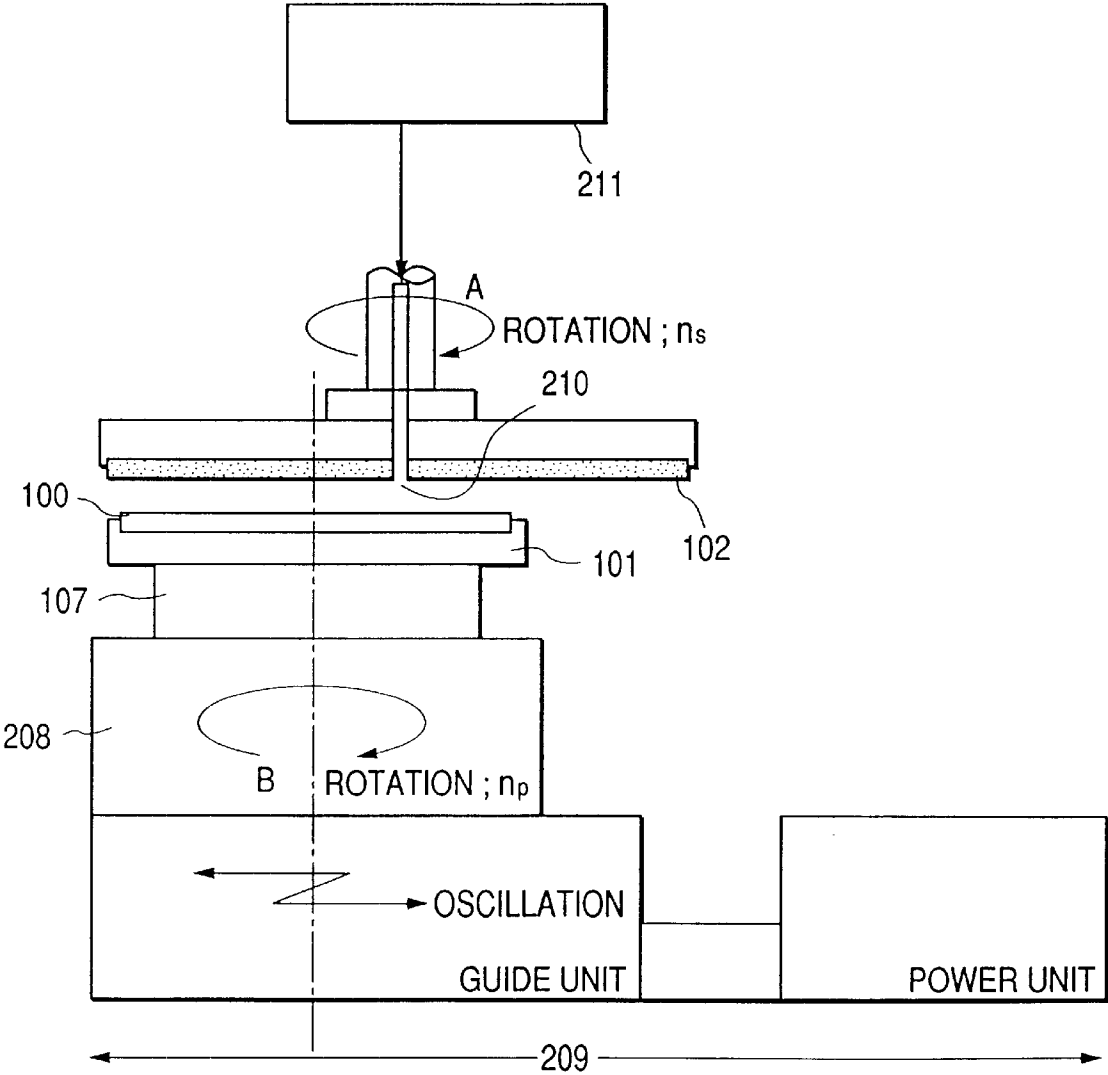 211
A
ROTATION ; ns
210
100
102
101
107
208
B ROTATION ; np
OSCILLATION
GUIDE UNIT
POWER UNIT
209